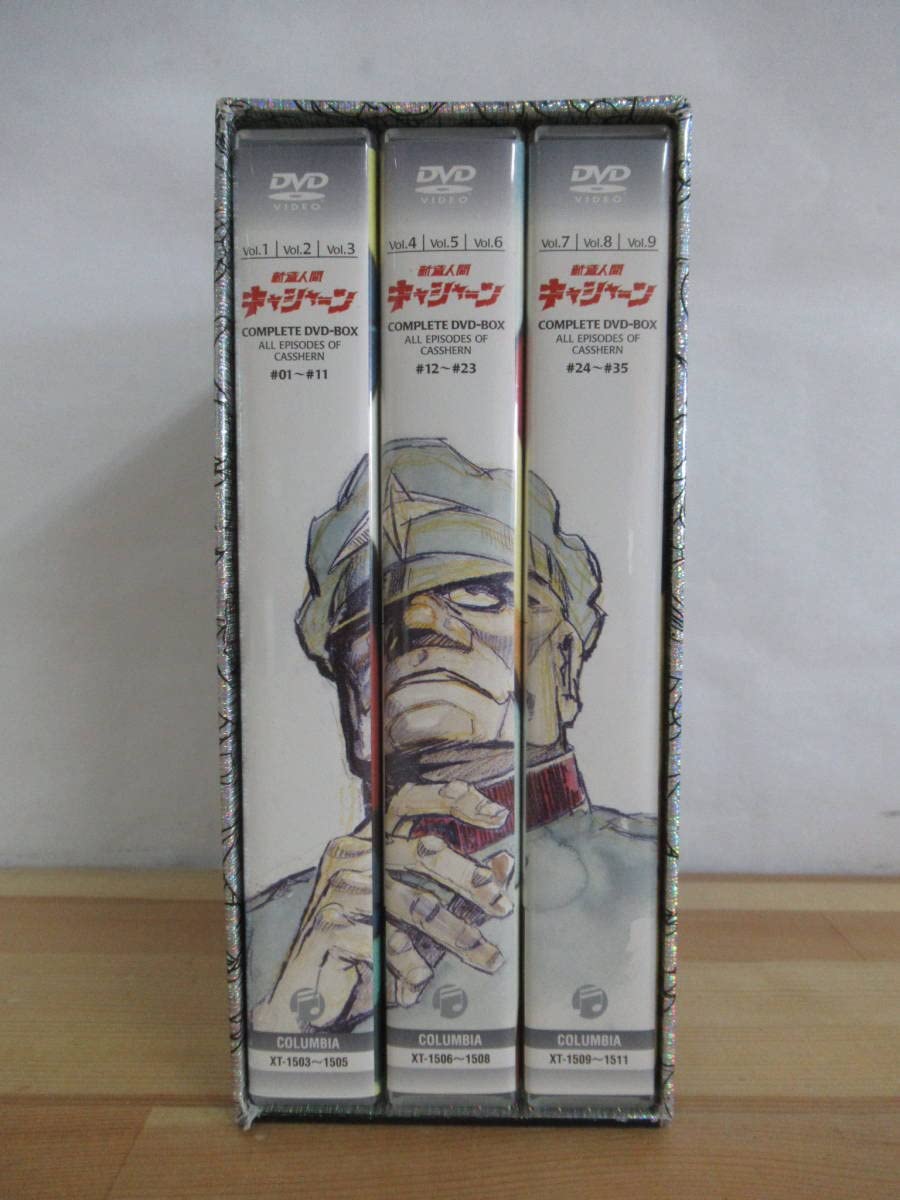 DVD
VIDEO
Vol.1 | Vol.2 | Vol.3
新造人間
キャシャーン
COMPLETE DVD-BOX
ALL EPISODES OF
CASSHERN
#01～#11
COLUMBIA
XT-1503～1505
DVD
VIDEO
Vol.4 | Vol.5 | Vol.6
新造人間
キャシャーン
COMPLETE DVD-BOX
ALL EPISODES OF
CASSHERN
#12～#23
COLUMBIA
XT-1506～1508
DVD
VIDEO
Vol.7 | Vol.8 | Vol.9
新造人間
キャシャーン
COMPLETE DVD-BOX
ALL EPISODES OF
CASSHERN
#24～#35
COLUMBIA
XT-1509～1511